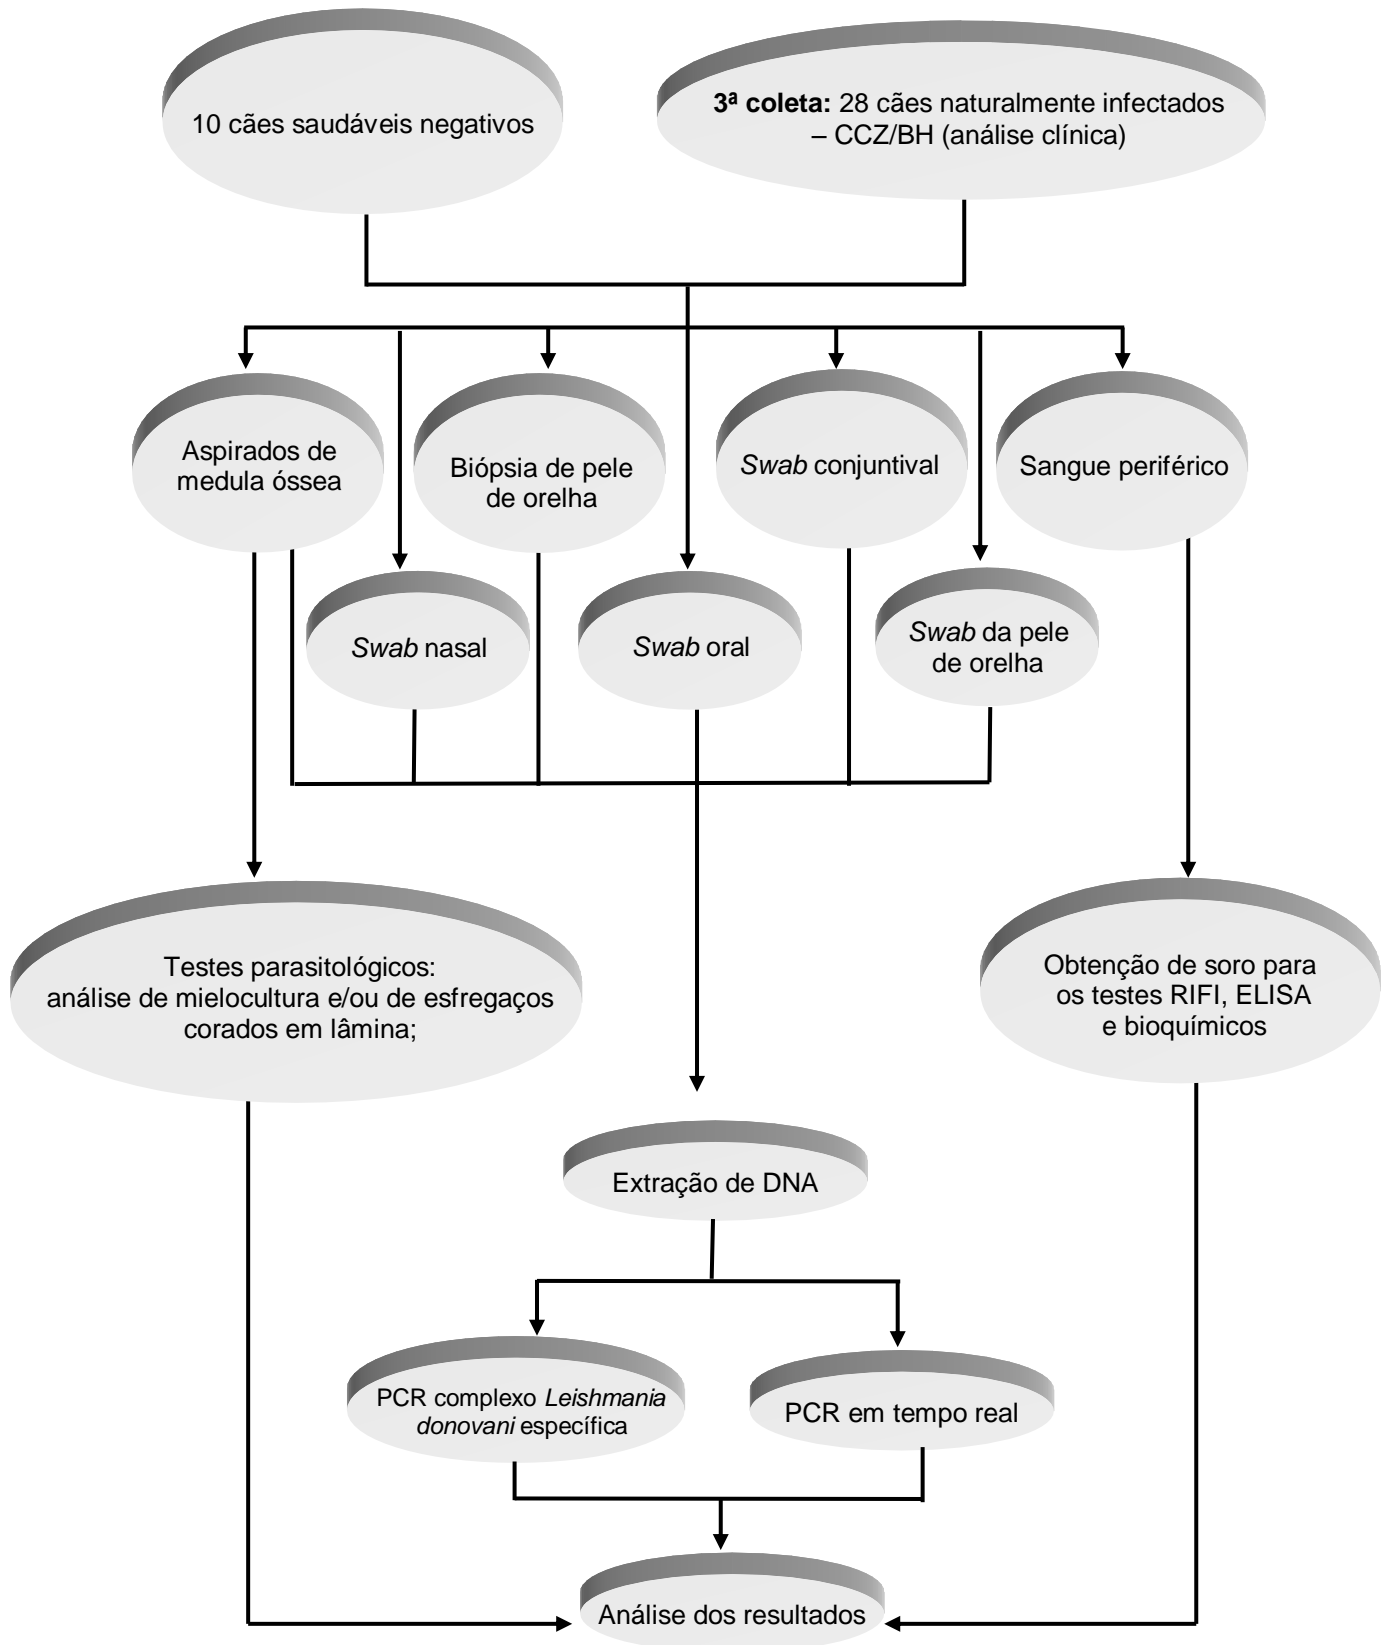 10 cães saudáveis negativos
3ª coleta: 28 cães naturalmente infectados
– CCZ/BH (análise clínica)
Aspirados de
medula óssea
Biópsia de pele
de orelha
Swab conjuntival
Sangue periférico
Swab nasal
Swab oral
Swab da pele
de orelha
Testes parasitológicos:
análise de mielocultura e/ou de esfregaços
corados em lâmina;
Obtenção de soro para
os testes RIFI, ELISA
e bioquímicos
Extração de DNA
PCR complexo Leishmania
donovani específica
PCR em tempo real
Análise dos resultados